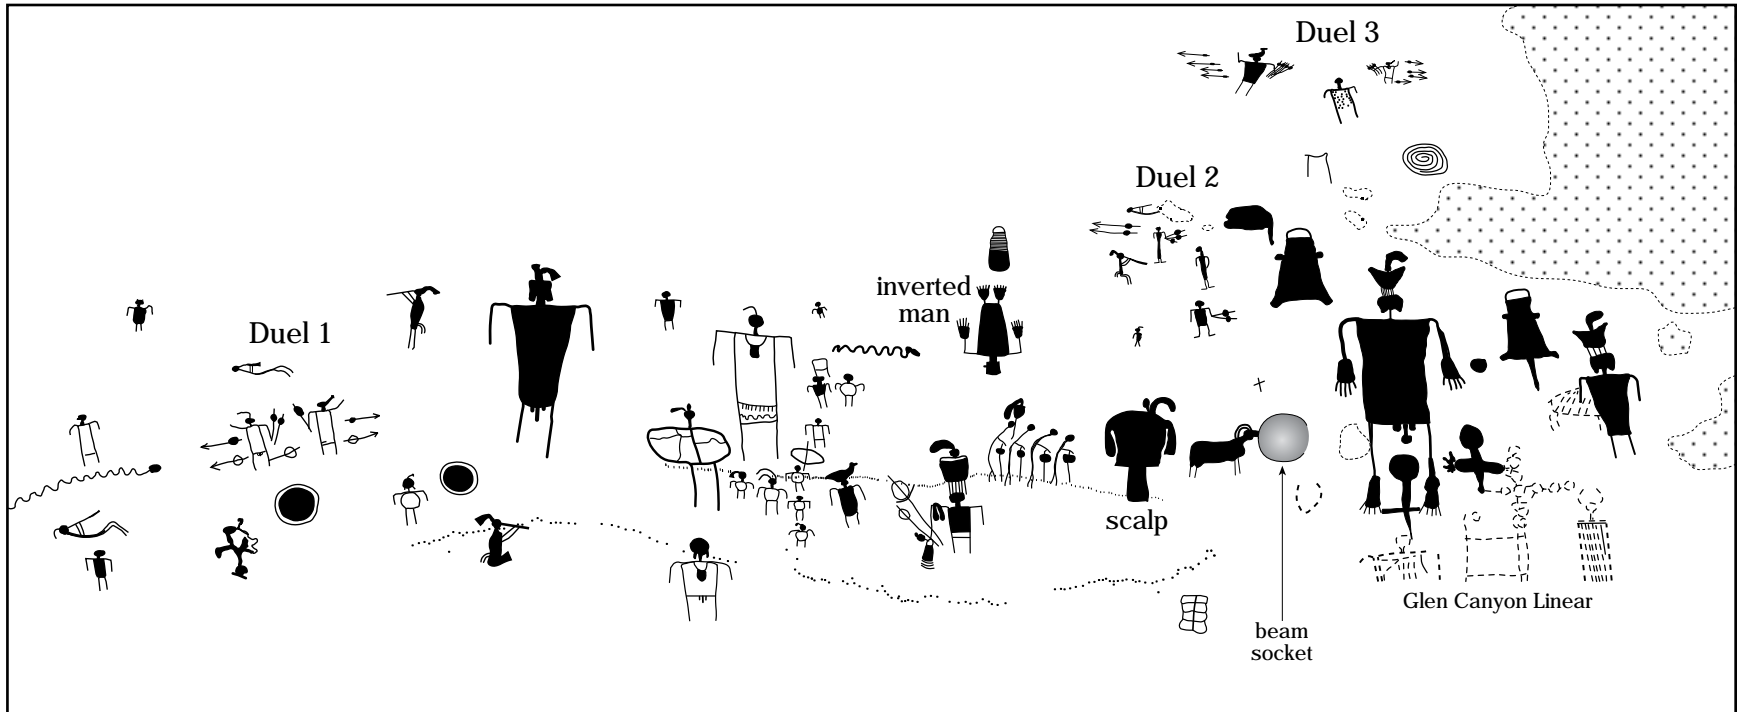 Duel 3
Duel 2
inverted
man
Duel 1
scalp
Glen Canyon Linear
beam
socket